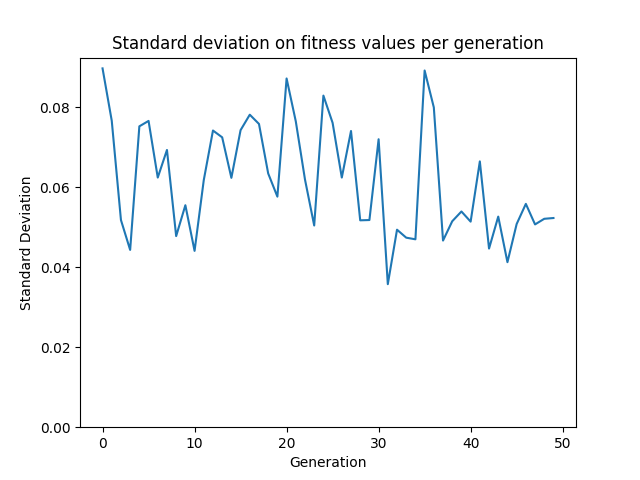 Standard deviation on fitness values per generation
Standard Deviation
0.08
0.06
0.04
0.02
0.00
0 10 20 30 40 50
Generation